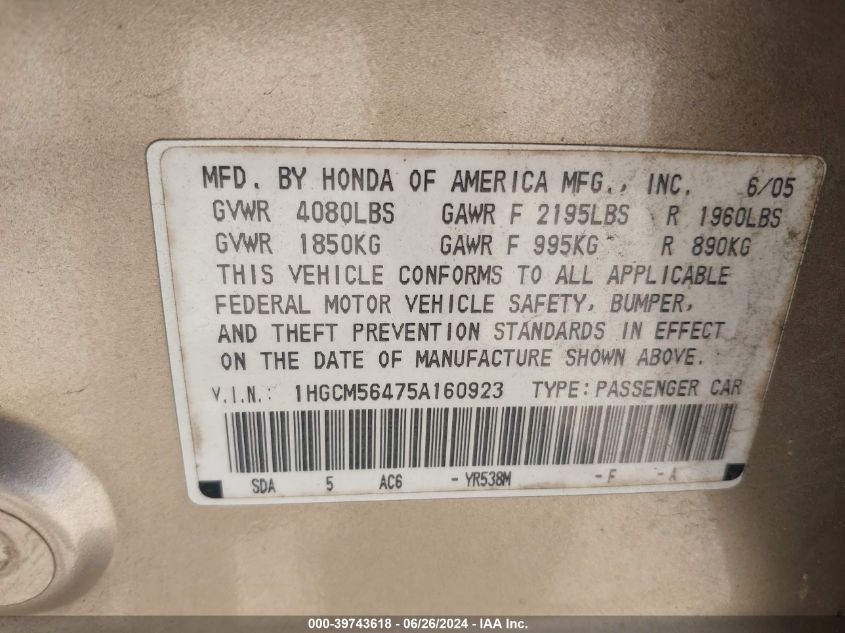 MFD. BY HONDA OF AMERICA MFG., INC. 6/05
GVWR 4080LBS GAWR F 2195LBS R 1960LBS
GVWR 1850KG GAWR F 995KG R 890KG
THIS VEHICLE CONFORMS TO ALL APPLICABLE
FEDERAL MOTOR VEHICLE SAFETY, BUMPER,
AND THEFT PREVENTION STANDARDS IN EFFECT
ON THE DATE OF MANUFACTURE SHOWN ABOVE.
V.I.N.: 1HGCM56475A160923 TYPE: PASSENGER CAR
SDA 5 AC6 - YR538M - F - A
000-39743618 / 06/26/2024 - IAA Inc.